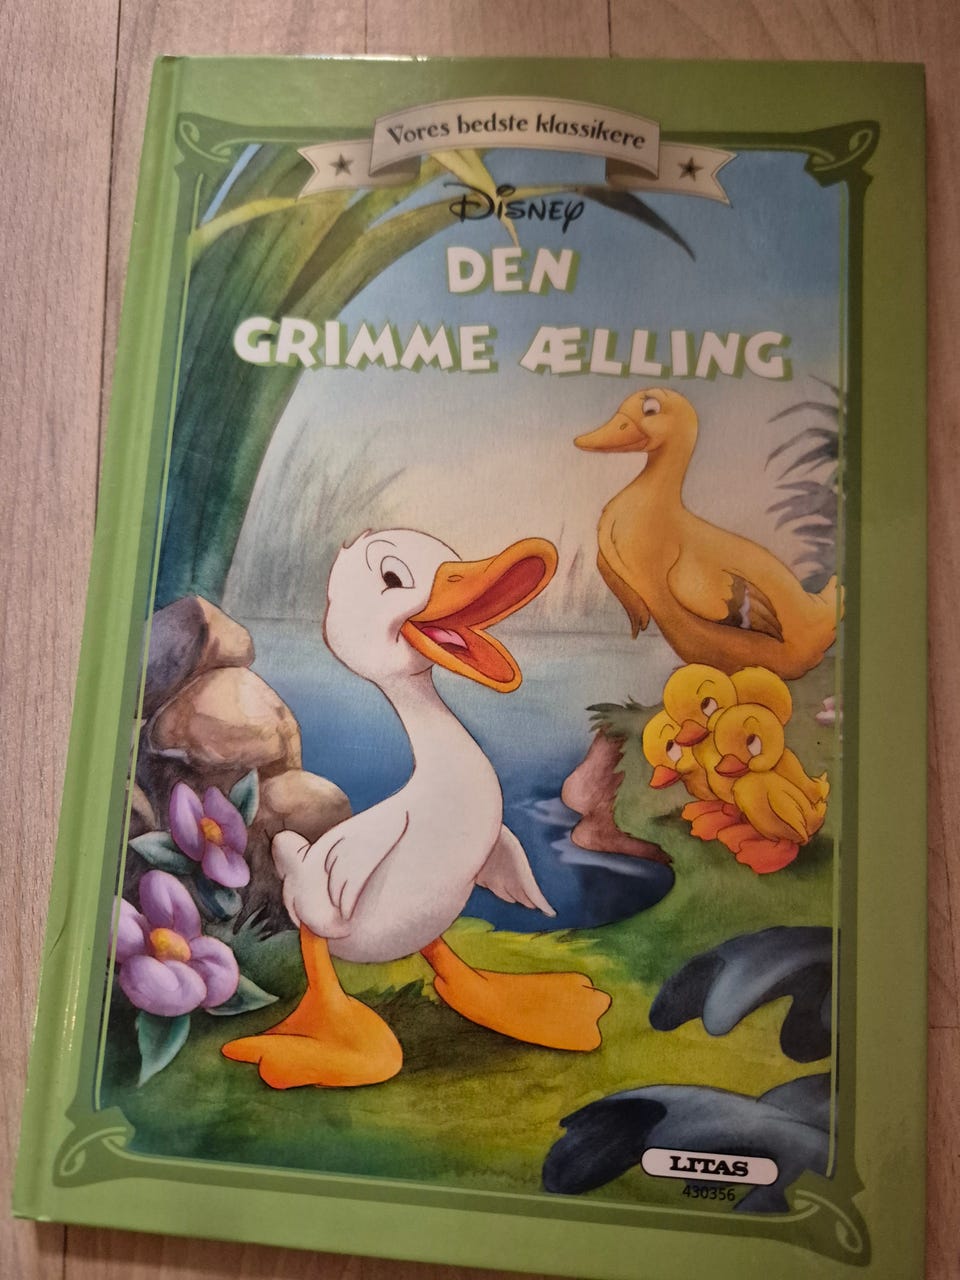 Vores bedste klassikere
Disney
DEN
GRIMME ÆLLING
LITAS
430356